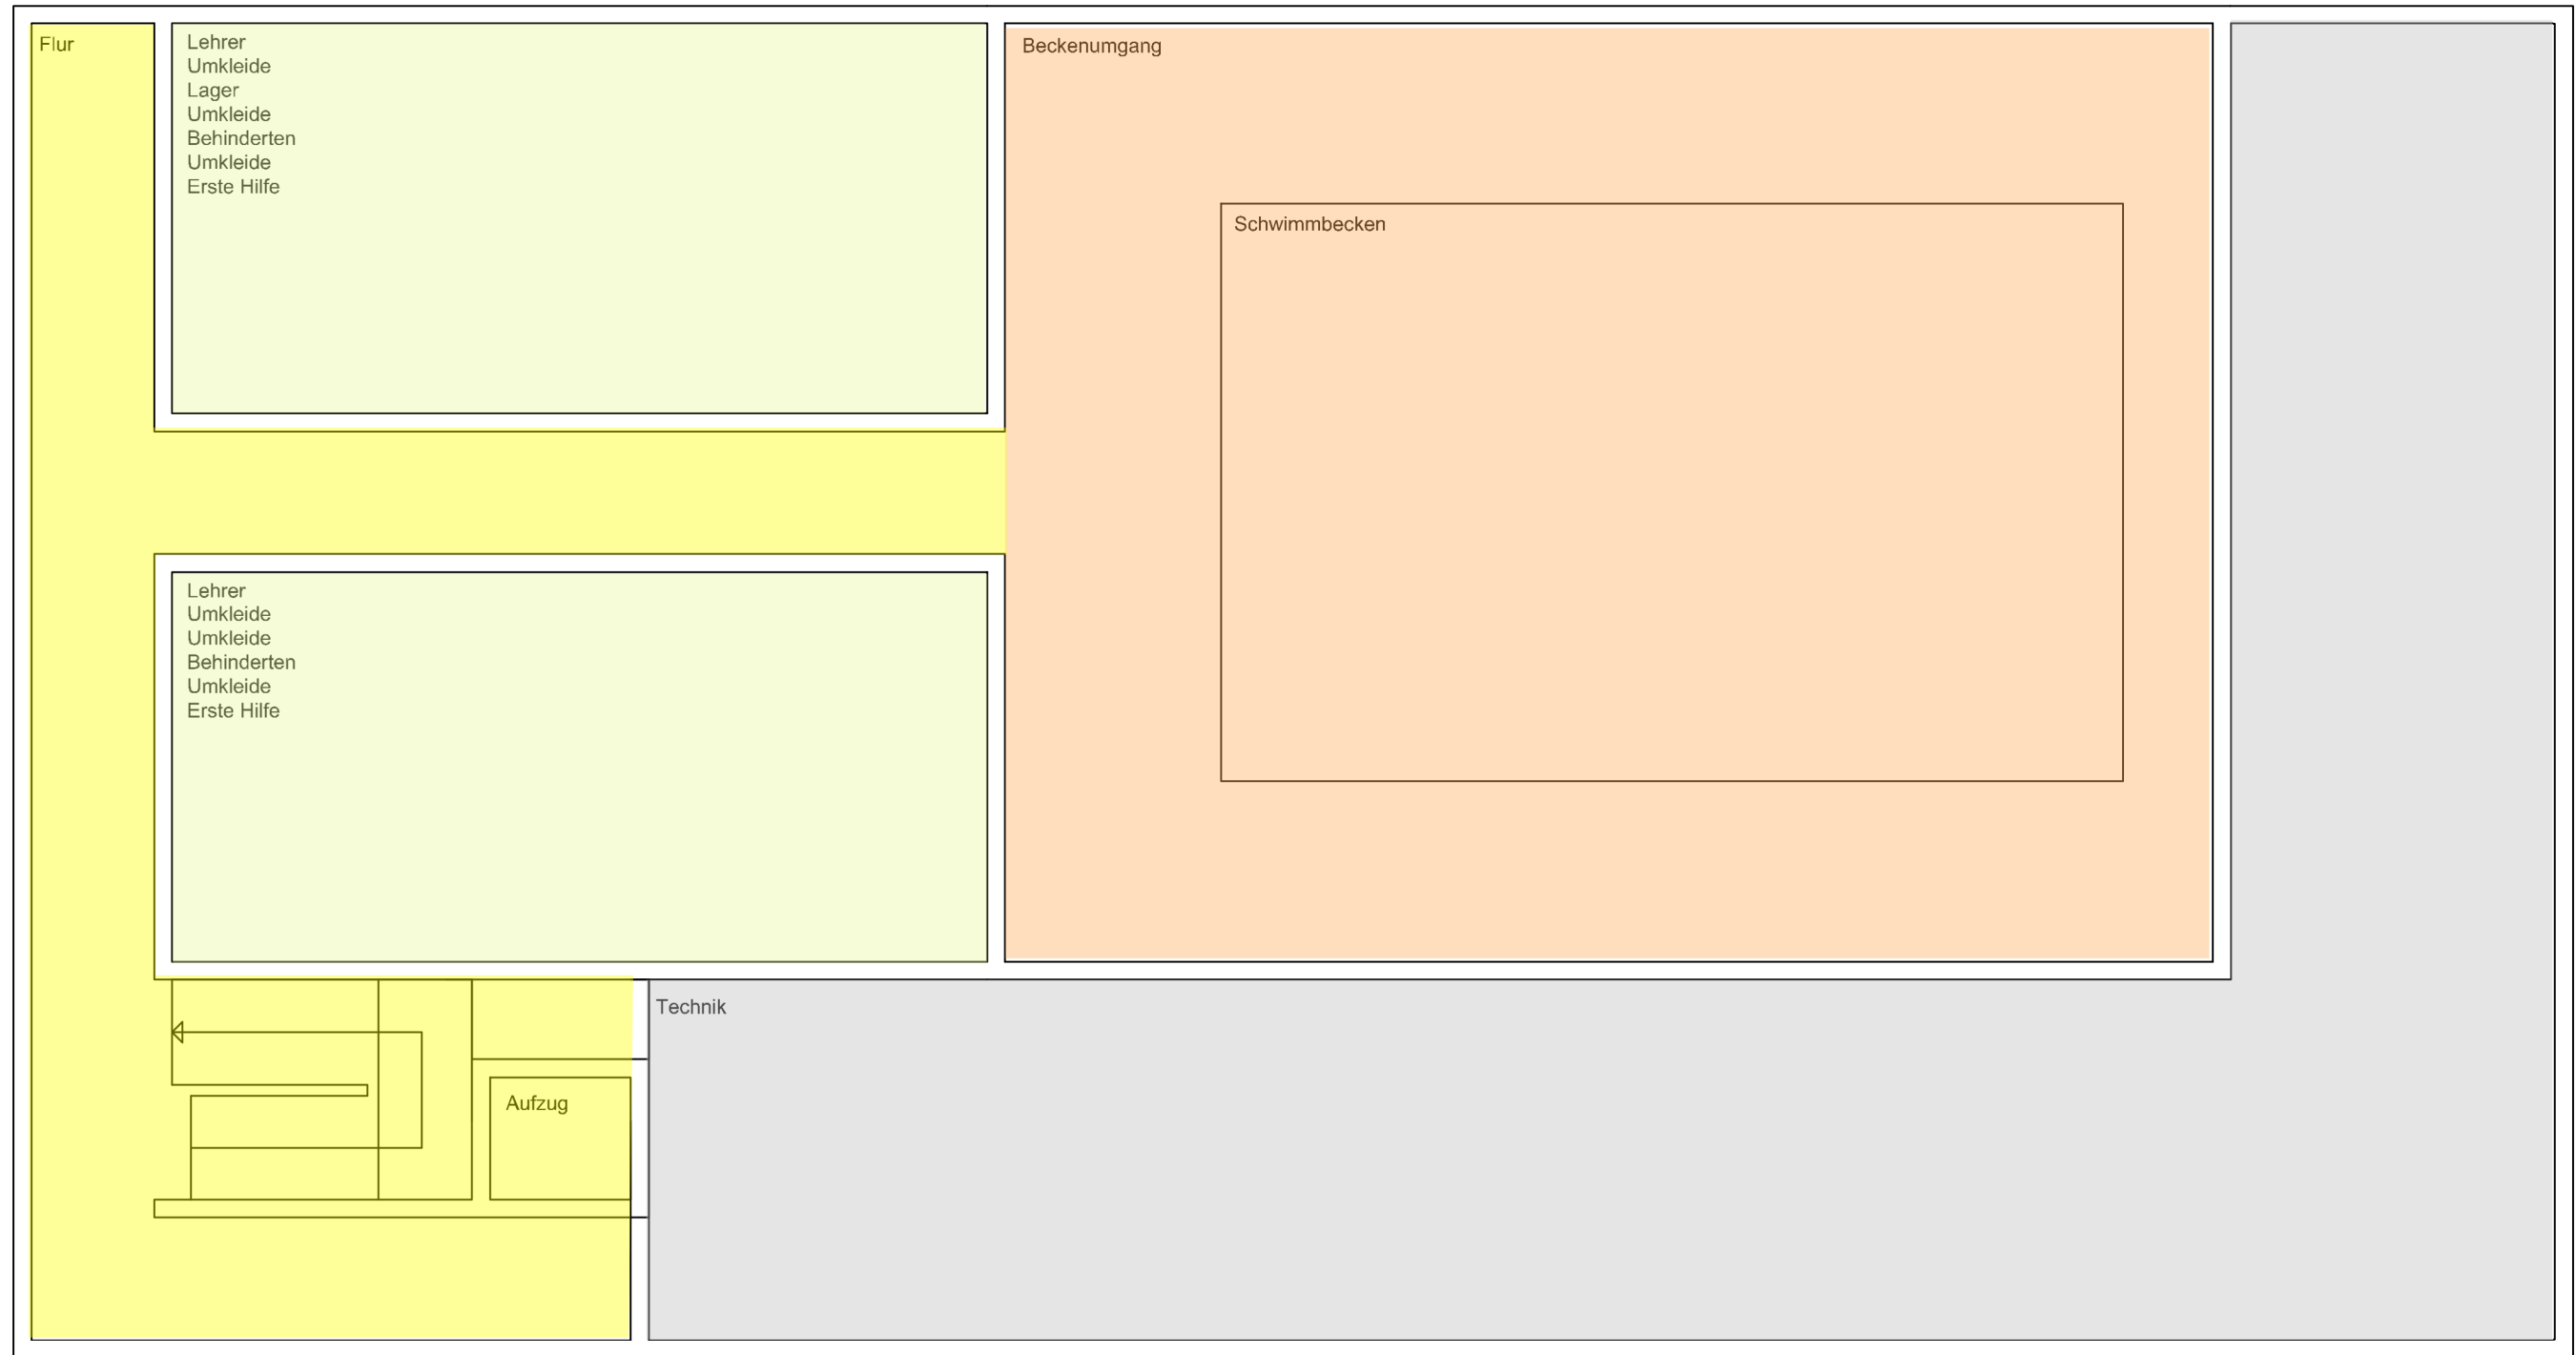 Flur
Lehrer
Umkleide
Lager
Umkleide
Behinderten
Umkleide
Erste Hilfe
Beckenumgang
Schwimmbecken
Lehrer
Umkleide
Umkleide
Behinderten
Umkleide
Erste Hilfe
Technik
Aufzug